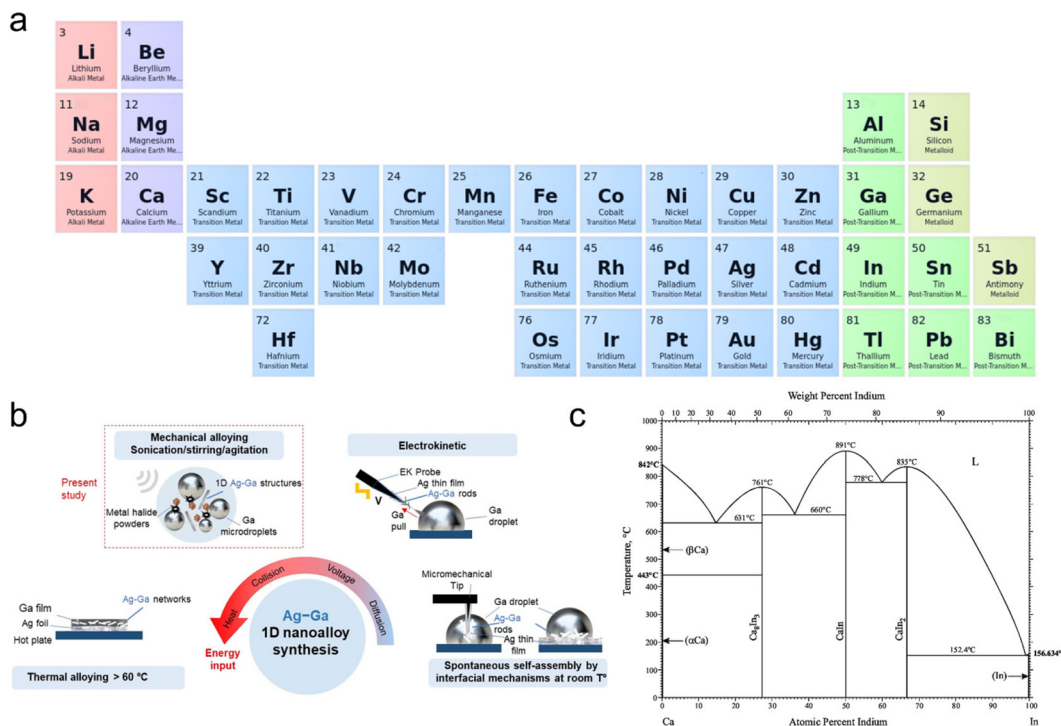 a
3
Li
Lithium
Alkali Metal
4
Be
Beryllium
Alkaline Earth Me...
11
Na
Sodium
Alkali Metal
12
Mg
Magnesium
Alkaline Earth Me...
13
Al
Aluminum
Post-Transition M...
14
Si
Silicon
Metalloid
19
K
Potassium
Alkali Metal
20
Ca
Calcium
Alkaline Earth Me...
21
Sc
Scandium
Transition Metal
22
Ti
Titanium
Transition Metal
23
V
Vanadium
Transition Metal
24
Cr
Chromium
Transition Metal
25
Mn
Manganese
Transition Metal
26
Fe
Iron
Transition Metal
27
Co
Cobalt
Transition Metal
28
Ni
Nickel
Transition Metal
29
Cu
Copper
Transition Metal
30
Zn
Zinc
Transition Metal
31
Ga
Gallium
Post-Transition M...
32
Ge
Germanium
Metalloid
39
Y
Yttrium
Transition Metal
40
Zr
Zirconium
Transition Metal
41
Nb
Niobium
Transition Metal
42
Mo
Molybdenum
Transition Metal
44
Ru
Ruthenium
Transition Metal
45
Rh
Rhodium
Transition Metal
46
Pd
Palladium
Transition Metal
47
Ag
Silver
Transition Metal
48
Cd
Cadmium
Transition Metal
49
In
Indium
Post-Transition M...
50
Sn
Tin
Post-Transition M...
51
Sb
Antimony
Metalloid
72
Hf
Hafnium
Transition Metal
76
Os
Osmium
Transition Metal
77
Ir
Iridium
Transition Metal
78
Pt
Platinum
Transition Metal
79
Au
Gold
Transition Metal
80
Hg
Mercury
Transition Metal
81
Tl
Thallium
Post-Transition M...
82
Pb
Lead
Post-Transition M...
83
Bi
Bismuth
Post-Transition M...
b
Mechanical alloying
Sonication/stirring/agitation
Present
study
1D Ag-Ga
structures
Metal halide
powders
Ga
microdroplets
Electrokinetic
EK Probe
Ag thin film
Ag-Ga rods
V
Ga
pull
Ga
droplet
Ga film
Ag foil
Hot plate
Ag-Ga
networks
Thermal alloying > 60 ºC
Heat
Collision
Voltage
Diffusion
Energy
input
Ag−Ga
1D nanoalloy
synthesis
Micromechanical
Tip
Ga droplet
Ag-Ga
rods
Ag thin
film
Spontaneous self-assembly by
interfacial mechanisms at room Tº
c
Weight Percent Indium
0 10 20 30 40 50 60 70 80 90 100
1000
900
800
700
600
500
400
300
200
100
0
Temperature, °C
842°C
631°C
761°C
660°C
891°C
778°C
835°C
L
443°C
(βCa)
(αCa)
Ca8In3
CaIn
CaIn2
152.4°C
156.634°
(In)
0 10 20 30 40 50 60 70 80 90 100
Ca
Atomic Percent Indium
In